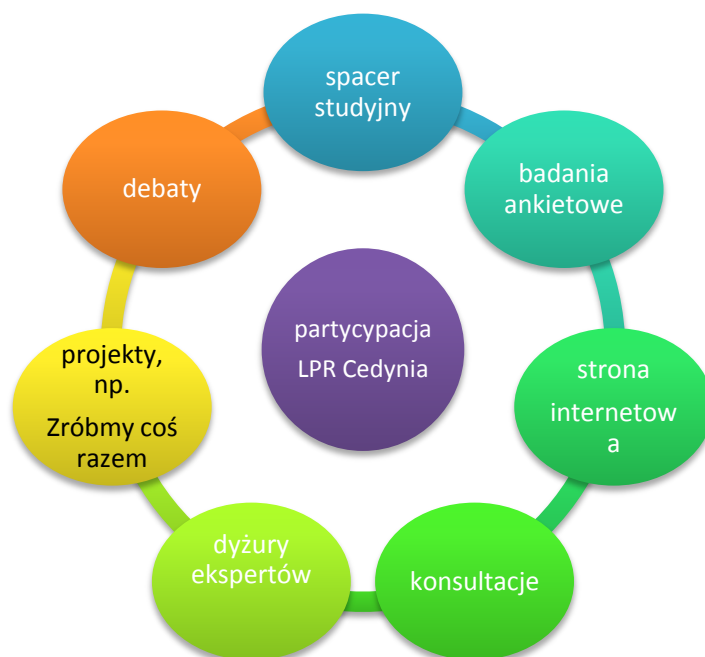 spacer
studyjny
badania
ankietowe
strona
internetow
a
konsultacje
dyżury
ekspertów
projekty,
np.
Zróbmy coś
razem
debaty
partycypacja
LPR Cedynia